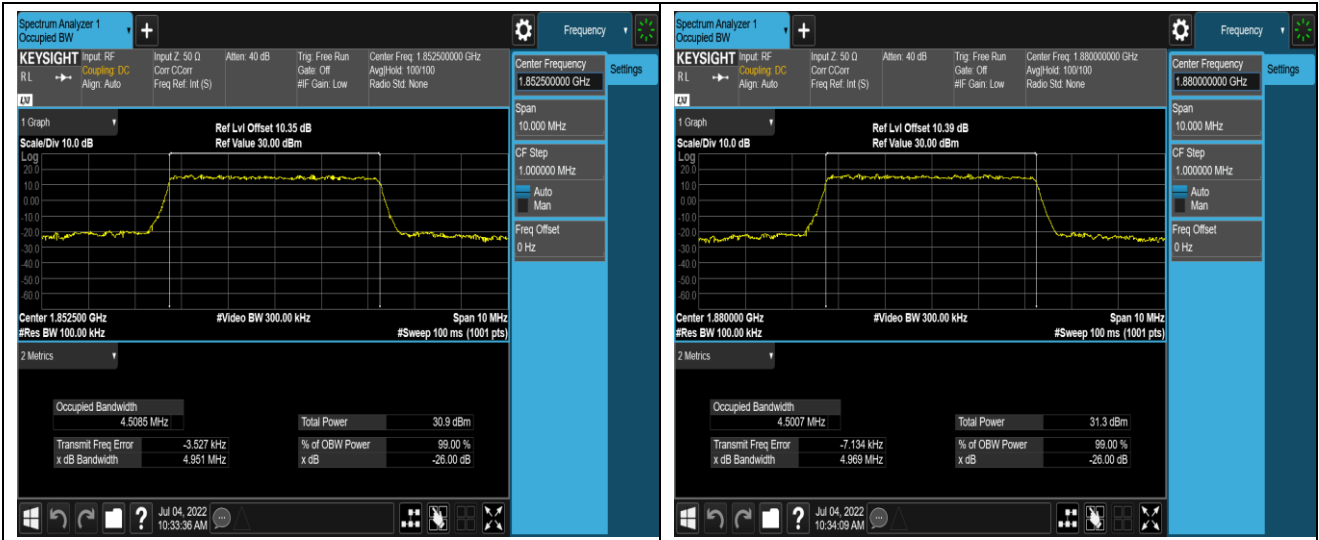 Spectrum Analyzer 1
Occupied BW
+
Frequency
KEYSIGHT
Input: RF
Input Z: 50 Ω
Atten: 40 dB
Trig: Free Run
Center Freq: 1.852500000 GHz
RL
Coupling: DC
Corr CCorr
Gate: Off
Avg|Hold: 100/100
Align: Auto
Freq Ref: Int (S)
#IF Gain: Low
Radio Std: None
LXI
Center Frequency
1.852500000 GHz
Settings
Span
10.000 MHz
CF Step
1.000000 MHz
Auto
Man
Freq Offset
0 Hz
1 Graph
Ref Lvl Offset 10.35 dB
Scale/Div 10.0 dB
Ref Value 30.00 dBm
Log
20.0
10.0
0.00
-10.0
-20.0
-30.0
-40.0
-50.0
-60.0
Center 1.852500 GHz
#Video BW 300.00 kHz
Span 10 MHz
#Res BW 100.00 kHz
#Sweep 100 ms (1001 pts)
2 Metrics
Occupied Bandwidth
4.5085 MHz
Total Power
30.9 dBm
Transmit Freq Error
-3.527 kHz
% of OBW Power
99.00 %
x dB Bandwidth
4.951 MHz
x dB
-26.00 dB
?
Jul 04, 2022
10:33:36 AM
Spectrum Analyzer 1
Occupied BW
+
Frequency
KEYSIGHT
Input: RF
Input Z: 50 Ω
Atten: 40 dB
Trig: Free Run
Center Freq: 1.880000000 GHz
RL
Coupling: DC
Corr CCorr
Gate: Off
Avg|Hold: 100/100
Align: Auto
Freq Ref: Int (S)
#IF Gain: Low
Radio Std: None
LXI
Center Frequency
1.880000000 GHz
Settings
Span
10.000 MHz
CF Step
1.000000 MHz
Auto
Man
Freq Offset
0 Hz
1 Graph
Ref Lvl Offset 10.39 dB
Scale/Div 10.0 dB
Ref Value 30.00 dBm
Log
20.0
10.0
0.00
-10.0
-20.0
-30.0
-40.0
-50.0
-60.0
Center 1.880000 GHz
#Video BW 300.00 kHz
Span 10 MHz
#Res BW 100.00 kHz
#Sweep 100 ms (1001 pts)
2 Metrics
Occupied Bandwidth
4.5007 MHz
Total Power
31.3 dBm
Transmit Freq Error
-7.134 kHz
% of OBW Power
99.00 %
x dB Bandwidth
4.969 MHz
x dB
-26.00 dB
?
Jul 04, 2022
10:34:09 AM